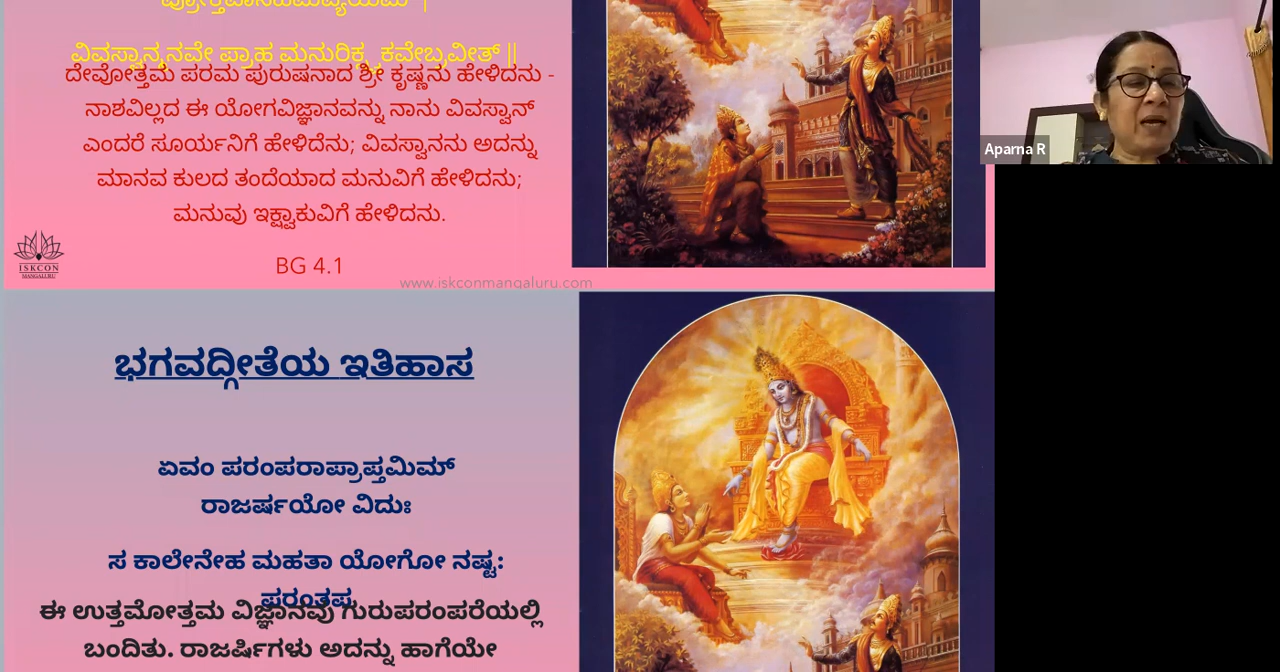 ವಿವಸ್ವಾನ್ಮನವೇ ಪ್ರಾಹ ಮನುರಿಕ್ಷ್ವಾಕವೇಬ್ರವೀತ್ ||
ದೇವೋತ್ತಮ ಪರಮ ಪುರುಷನಾದ ಶ್ರೀ ಕೃಷ್ಣನು ಹೇಳಿದನು -
ನಾಶವಿಲ್ಲದ ಈ ಯೋಗವಿಜ್ಞಾನವನ್ನು ನಾನು ವಿವಸ್ವಾನ್
ಎಂದರೆ ಸೂರ್ಯನಿಗೆ ಹೇಳಿದೆನು; ವಿವಸ್ವಾನನು ಅದನ್ನು
ಮಾನವ ಕುಲದ ತಂದೆಯಾದ ಮನುವಿಗೆ ಹೇಳಿದನು;
ಮನುವು ಇಕ್ಷ್ವಾಕುವಿಗೆ ಹೇಳಿದನು.
BG 4.1
ISKCON
MANGALURU
www.iskconmangaluru.com
Aparna R
ಭಗವದ್ಗೀತೆಯ ಇತಿಹಾಸ
ಏವಂ ಪರಂಪರಾಪ್ರಾಪ್ತಮಿಮ್
ರಾಜರ್ಷಯೋ ವಿದುಃ
ಸ ಕಾಲೇನೇಹ ಮಹತಾ ಯೋಗೋ ನಷ್ಟ:
ಪರಂತಪ
ಈ ಉತ್ತಮೋತ್ತಮ ವಿಜ್ಞಾನವು ಗುರುಪರಂಪರೆಯಲ್ಲಿ
ಬಂದಿತು. ರಾಜರ್ಷಿಗಳು ಅದನ್ನು ಹಾಗೆಯೇ